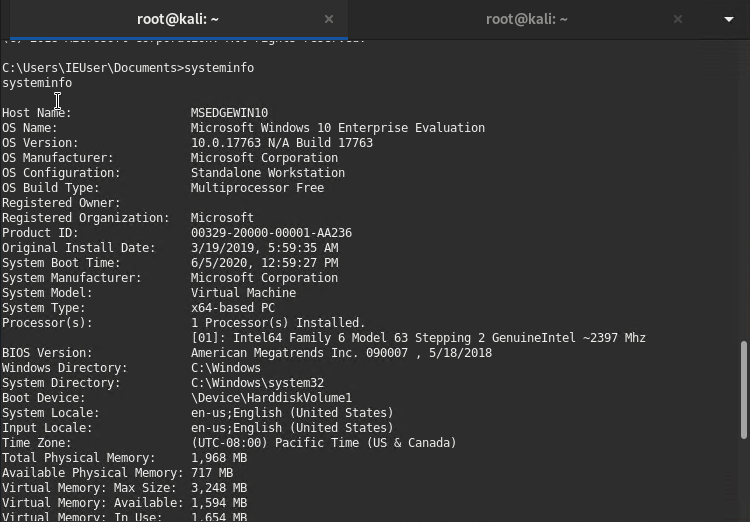 root@kali: ~ × root@kali: ~ ×
(c) 2018 Microsoft Corporation. All rights reserved.
C:\Users\IEUser\Documents>systeminfo
systeminfo
Host Name: MSEDGEWIN10
OS Name: Microsoft Windows 10 Enterprise Evaluation
OS Version: 10.0.17763 N/A Build 17763
OS Manufacturer: Microsoft Corporation
OS Configuration: Standalone Workstation
OS Build Type: Multiprocessor Free
Registered Owner:
Registered Organization: Microsoft
Product ID: 00329-20000-00001-AA236
Original Install Date: 3/19/2019, 5:59:35 AM
System Boot Time: 6/5/2020, 12:59:27 PM
System Manufacturer: Microsoft Corporation
System Model: Virtual Machine
System Type: x64-based PC
Processor(s): 1 Processor(s) Installed.
[01]: Intel64 Family 6 Model 63 Stepping 2 GenuineIntel ~2397 Mhz
BIOS Version: American Megatrends Inc. 090007 , 5/18/2018
Windows Directory: C:\Windows
System Directory: C:\Windows\system32
Boot Device: \Device\HarddiskVolume1
System Locale: en-us;English (United States)
Input Locale: en-us;English (United States)
Time Zone: (UTC-08:00) Pacific Time (US & Canada)
Total Physical Memory: 1,968 MB
Available Physical Memory: 717 MB
Virtual Memory: Max Size: 3,248 MB
Virtual Memory: Available: 1,594 MB
Virtual Memory: In Use: 1,654 MB